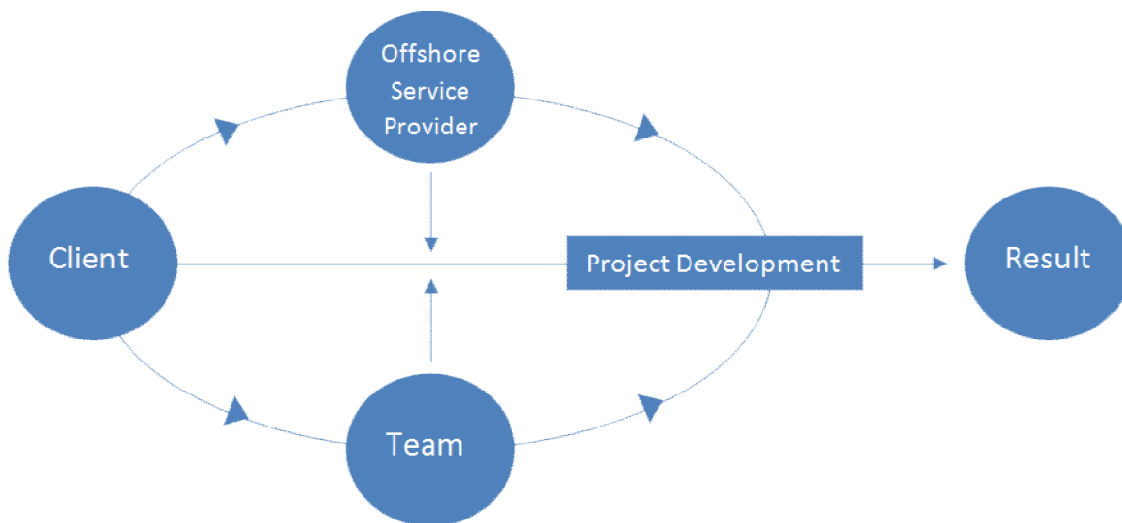 Offshore
Service
Provider
Client
Project Development
Result
Team